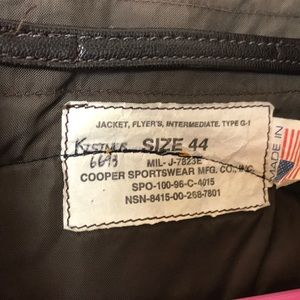 JACKET, FLYER'S, INTERMEDIATE, TYPE G-1
SIZE 44
6693
MIL-J-7823E
COOPER SPORTSWEAR MFG. CO., INC.
SPO-100-96-C-4015
NSN-8415-00-268-7801
MADE IN